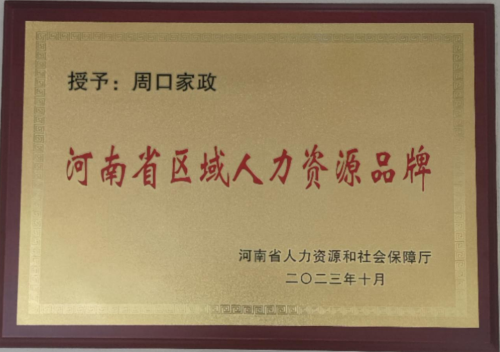 授予：周口家政
河南省区域人力资源品牌
河南省人力资源和社会保障厅
二〇二三年十月